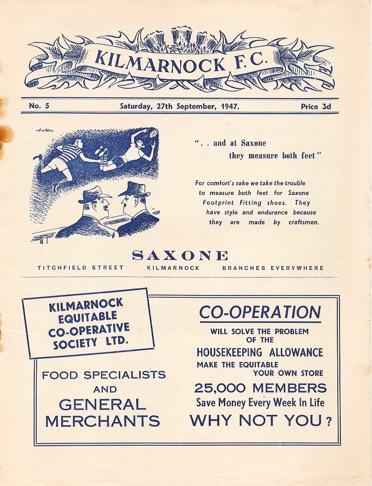 KILMARNOCK F.C.
No. 5 Saturday, 27th September, 1947. Price 3d
". . and at Saxone
they measure both feet"
For comfort's sake we take the trouble
to measure both feet for Saxone
Footprint Fitting shoes. They
have style and endurance because
they are made by craftsmen.
SAXONE
TITCHFIELD STREET KILMARNOCK BRANCHES EVERYWHERE
KILMARNOCK
EQUITABLE
CO-OPERATIVE
SOCIETY LTD.
FOOD SPECIALISTS
AND
GENERAL
MERCHANTS
CO-OPERATION
WILL SOLVE THE PROBLEM
OF THE
HOUSEKEEPING ALLOWANCE
MAKE THE EQUITABLE
YOUR OWN STORE
25,000 MEMBERS
Save Money Every Week In Life
WHY NOT YOU?